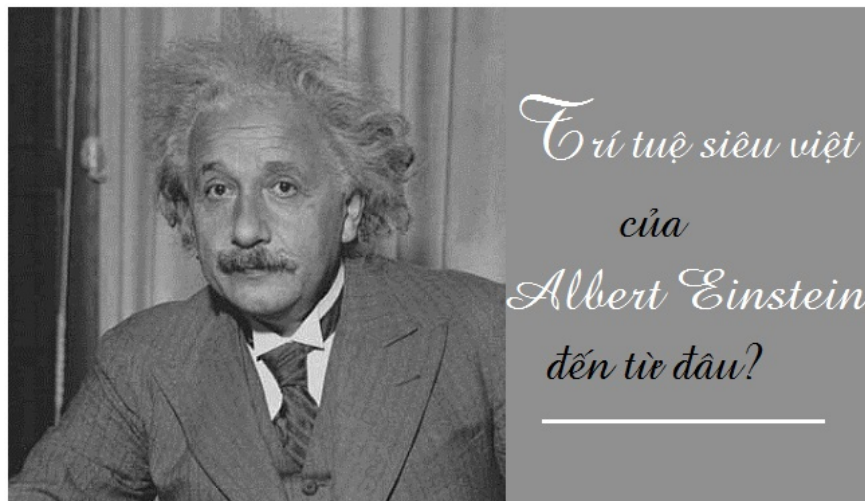 Trí tuệ siêu việt
của
Albert Einstein
đến từ đâu?